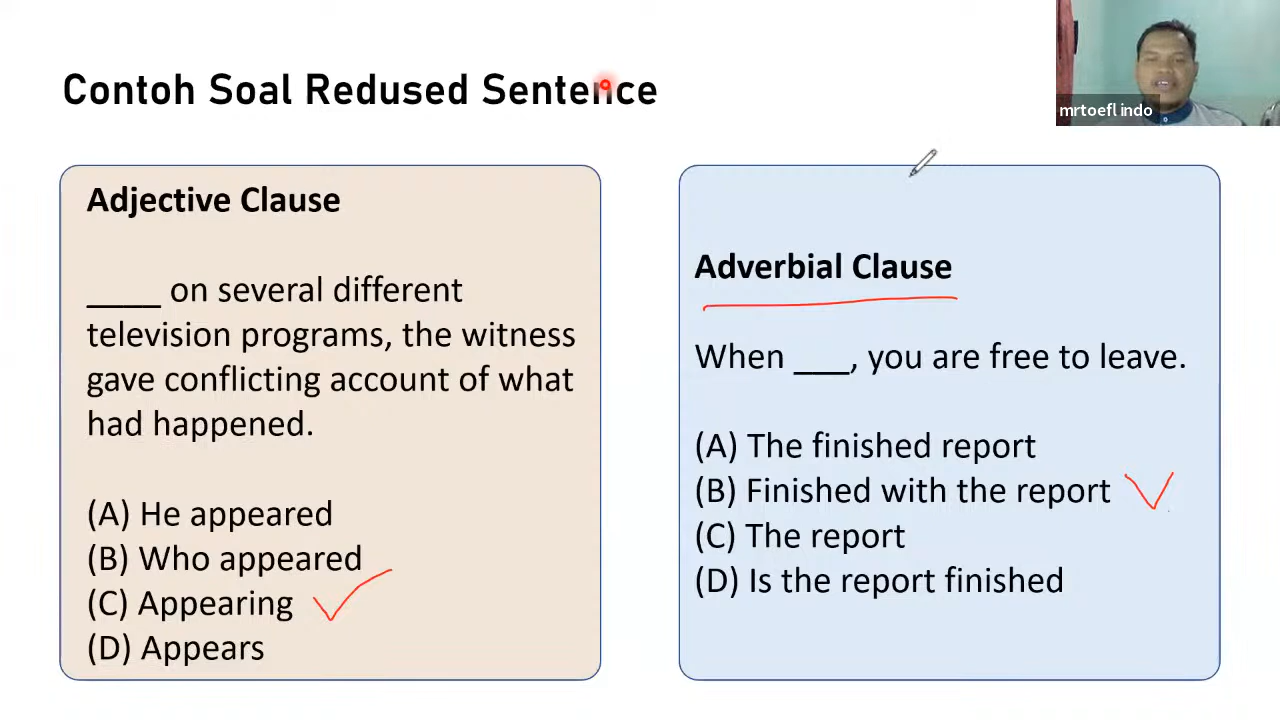 Contoh Soal Redused Sentence
mrtoefl indo
Adjective Clause
____ on several different
television programs, the witness
gave conflicting account of what
had happened.
(A) He appeared
(B) Who appeared
(C) Appearing
(D) Appears
Adverbial Clause
When ___, you are free to leave.
(A) The finished report
(B) Finished with the report
(C) The report
(D) Is the report finished